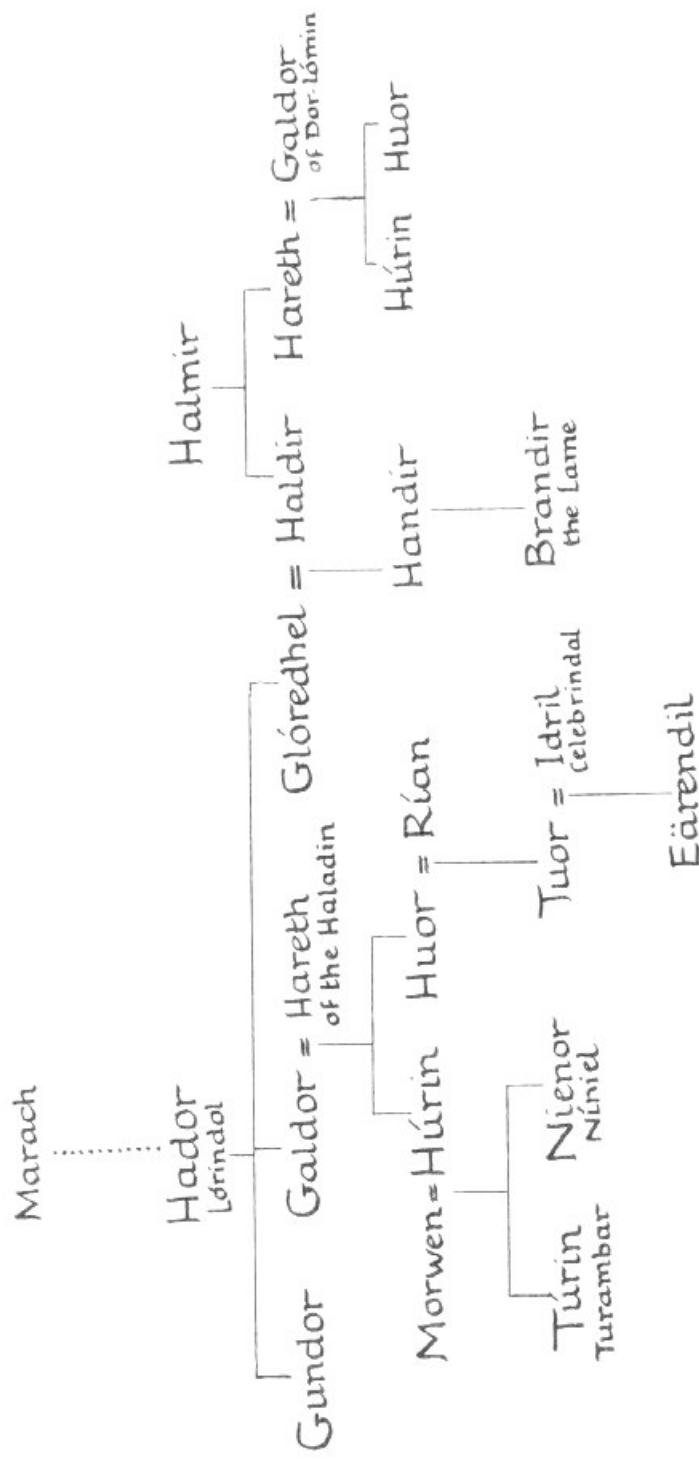 Marach
Hador
Lórindol
Halmir
Gundor
Galdor = Hareth
of the Haladin
Glóredhel = Haldir
Hareth = Galdor
of Dor-lómin
Morwen = Húrin
Huor = Rían
Handir
Húrin
Huor
Túrin
Turambar
Nienor
Níniel
Tuor = Idril
Celebrindal
Brandir
the Lame
Eärendil